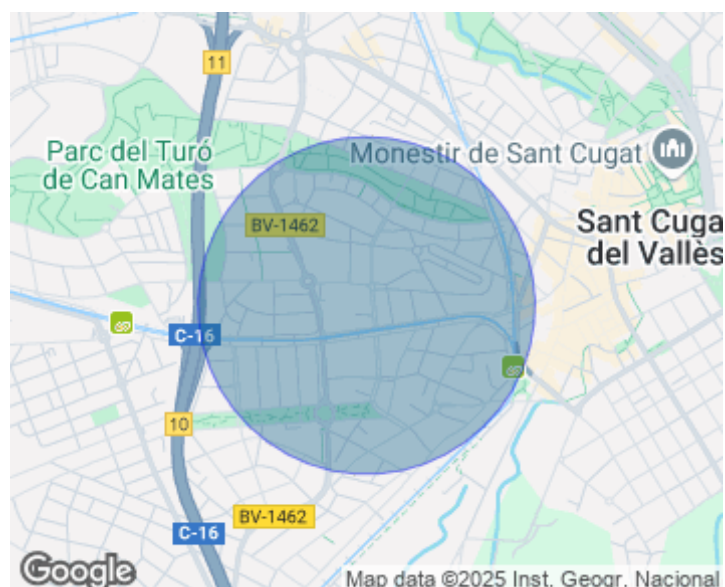 11
Parc del Turó
de Can Mates
Monestir de Sant Cugat
BV-1462
Sant Cuga
del Vallès
C-16
10
BV-1462
C-16
Google
Map data ©2025 Inst. Geogr. Nacional